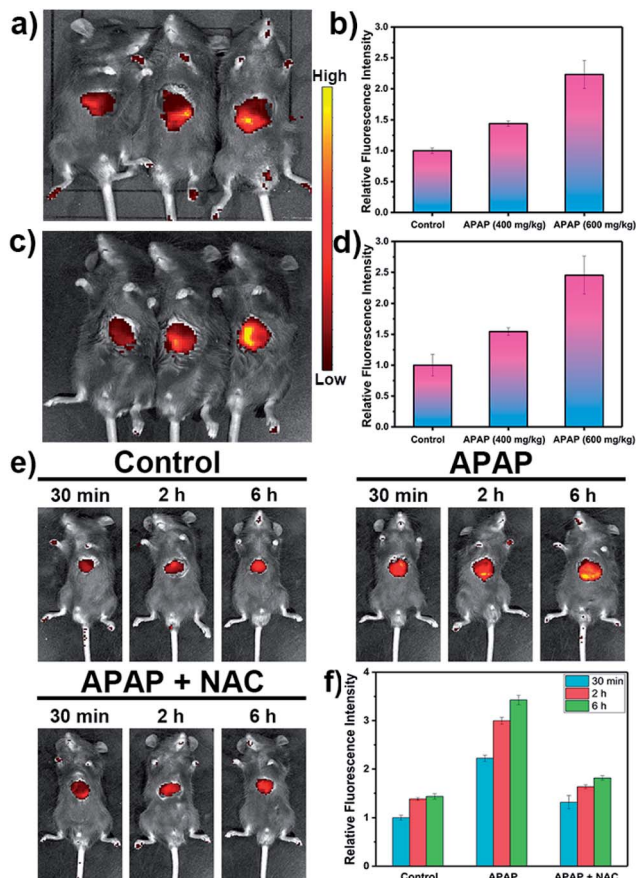 a)
High
Low
b)
Relative Fluorescence Intensity
3.0
2.5
2.0
1.5
1.0
0.5
0.0
Control
APAP (400 mg/kg)
APAP (600 mg/kg)
c)
d)
Relative Fluorescence Intensity
3.0
2.5
2.0
1.5
1.0
0.5
0.0
Control
APAP (400 mg/kg)
APAP (600 mg/kg)
e)
Control
30 min
2 h
6 h
APAP
30 min
2 h
6 h
APAP + NAC
30 min
2 h
6 h
f)
Relative Fluorescence Intensity
4
3
2
1
0
30 min
2 h
6 h
Control
APAP
APAP + NAC